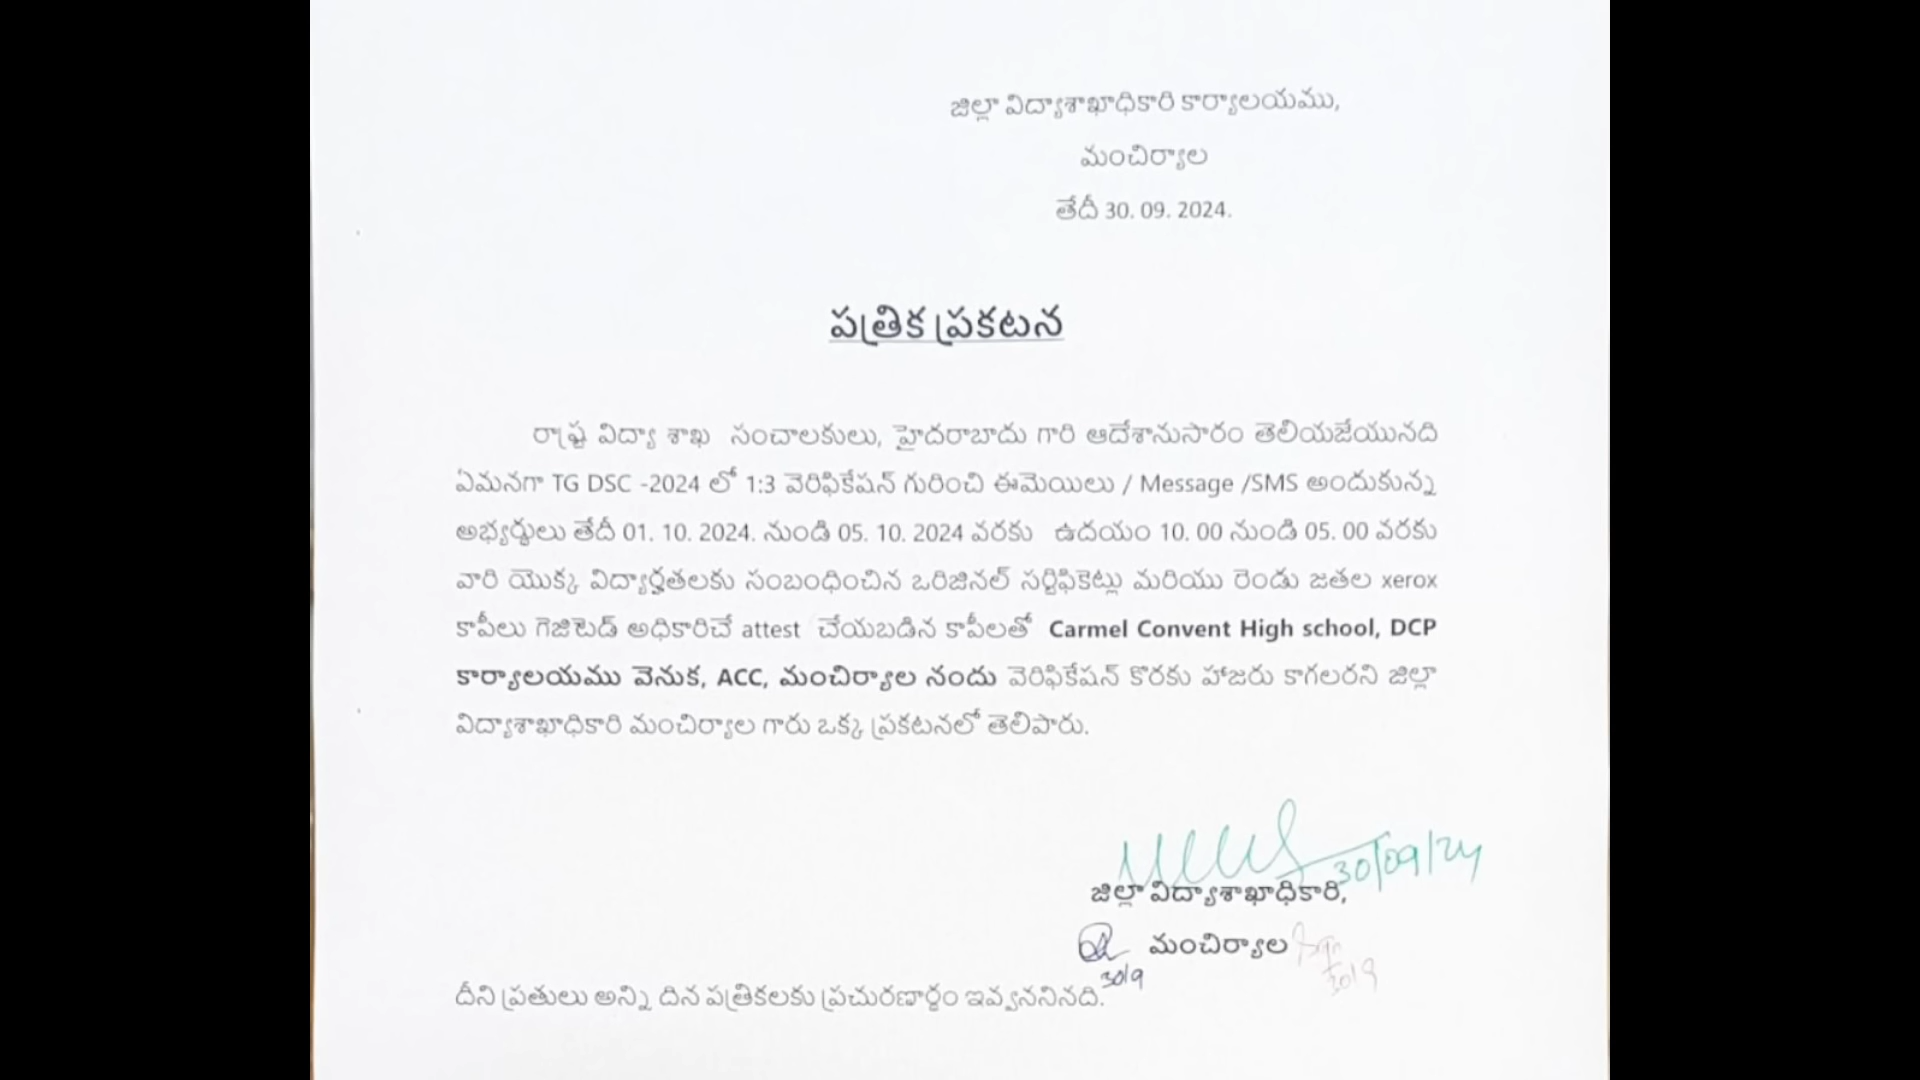 జిల్లా విద్యాశాఖాధికారి కార్యాలయము,
మంచిర్యాల
తేదీ 30. 09. 2024.
పత్రిక ప్రకటన
రాష్ట్ర విద్యా శాఖ సంచాలకులు, హైదరాబాదు గారి ఆదేశానుసారం తెలియజేయునది
ఏమనగా TG DSC -2024 లో 1:3 వెరిఫికేషన్ గురించి ఈమెయిలు / Message /SMS అందుకున్న
అభ్యర్థులు తేదీ 01. 10. 2024. నుండి 05. 10. 2024 వరకు ఉదయం 10. 00 నుండి 05. 00 వరకు
వారి యొక్క విద్యార్హతలకు సంబంధించిన ఒరిజినల్ సర్టిఫికెట్లు మరియు రెండు జతల xerox
కాపీలు గెజిటెడ్ అధికారిచే attest చేయబడిన కాపీలతో Carmel Convent High school, DCP
కార్యాలయము వెనుక, ACC, మంచిర్యాల నందు వెరిఫికేషన్ కొరకు హాజరు కాగలరని జిల్లా
విద్యాశాఖాధికారి మంచిర్యాల గారు ఒక్క ప్రకటనలో తెలిపారు.
30/09/24
జిల్లా విద్యాశాఖాధికారి,
మంచిర్యాల
30/9 30/9
దీని ప్రతులు అన్ని దిన పత్రికలకు ప్రచురణార్థం ఇవ్వననినది.